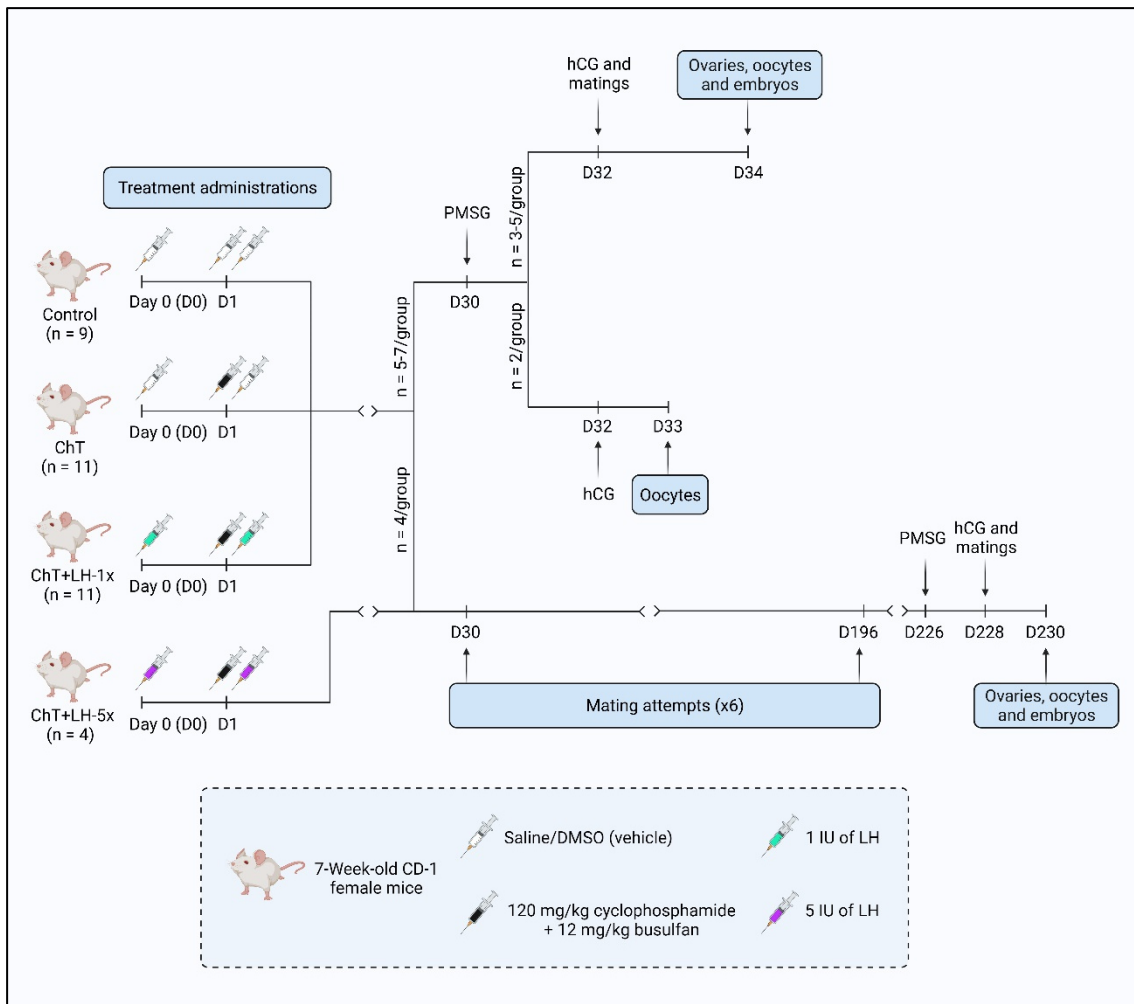 hCG and
matings
Ovaries, oocytes
and embryos
D32
D34
Treatment administrations
PMSG
n = 3-5/group
D30
Control
(n = 9)
Day 0 (D0)
D1
n = 5-7/group
n = 2/group
ChT
(n = 11)
Day 0 (D0)
D1
D32
D33
hCG
Oocytes
n = 4/group
ChT+LH-1x
(n = 11)
Day 0 (D0)
D1
PMSG
hCG and
matings
D30
D196
D226
D228
D230
ChT+LH-5x
(n = 4)
Day 0 (D0)
D1
Mating attempts (x6)
Ovaries, oocytes
and embryos
7-Week-old CD-1
female mice
Saline/DMSO (vehicle)
1 IU of LH
120 mg/kg cyclophosphamide
+ 12 mg/kg busulfan
5 IU of LH